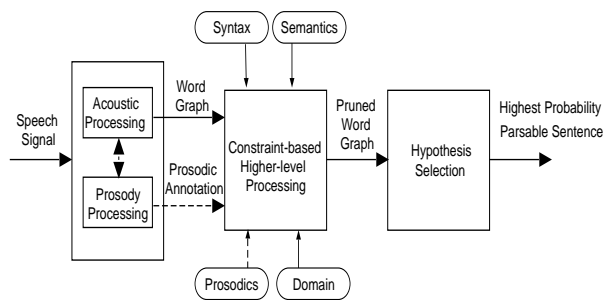 Syntax
Semantics
Speech
Signal
Acoustic
Processing
Prosody
Processing
Word
Graph
Prosodic
Annotation
Constraint-based
Higher-level
Processing
Prosodics
Domain
Pruned
Word
Graph
Hypothesis
Selection
Highest Probability
Parsable Sentence